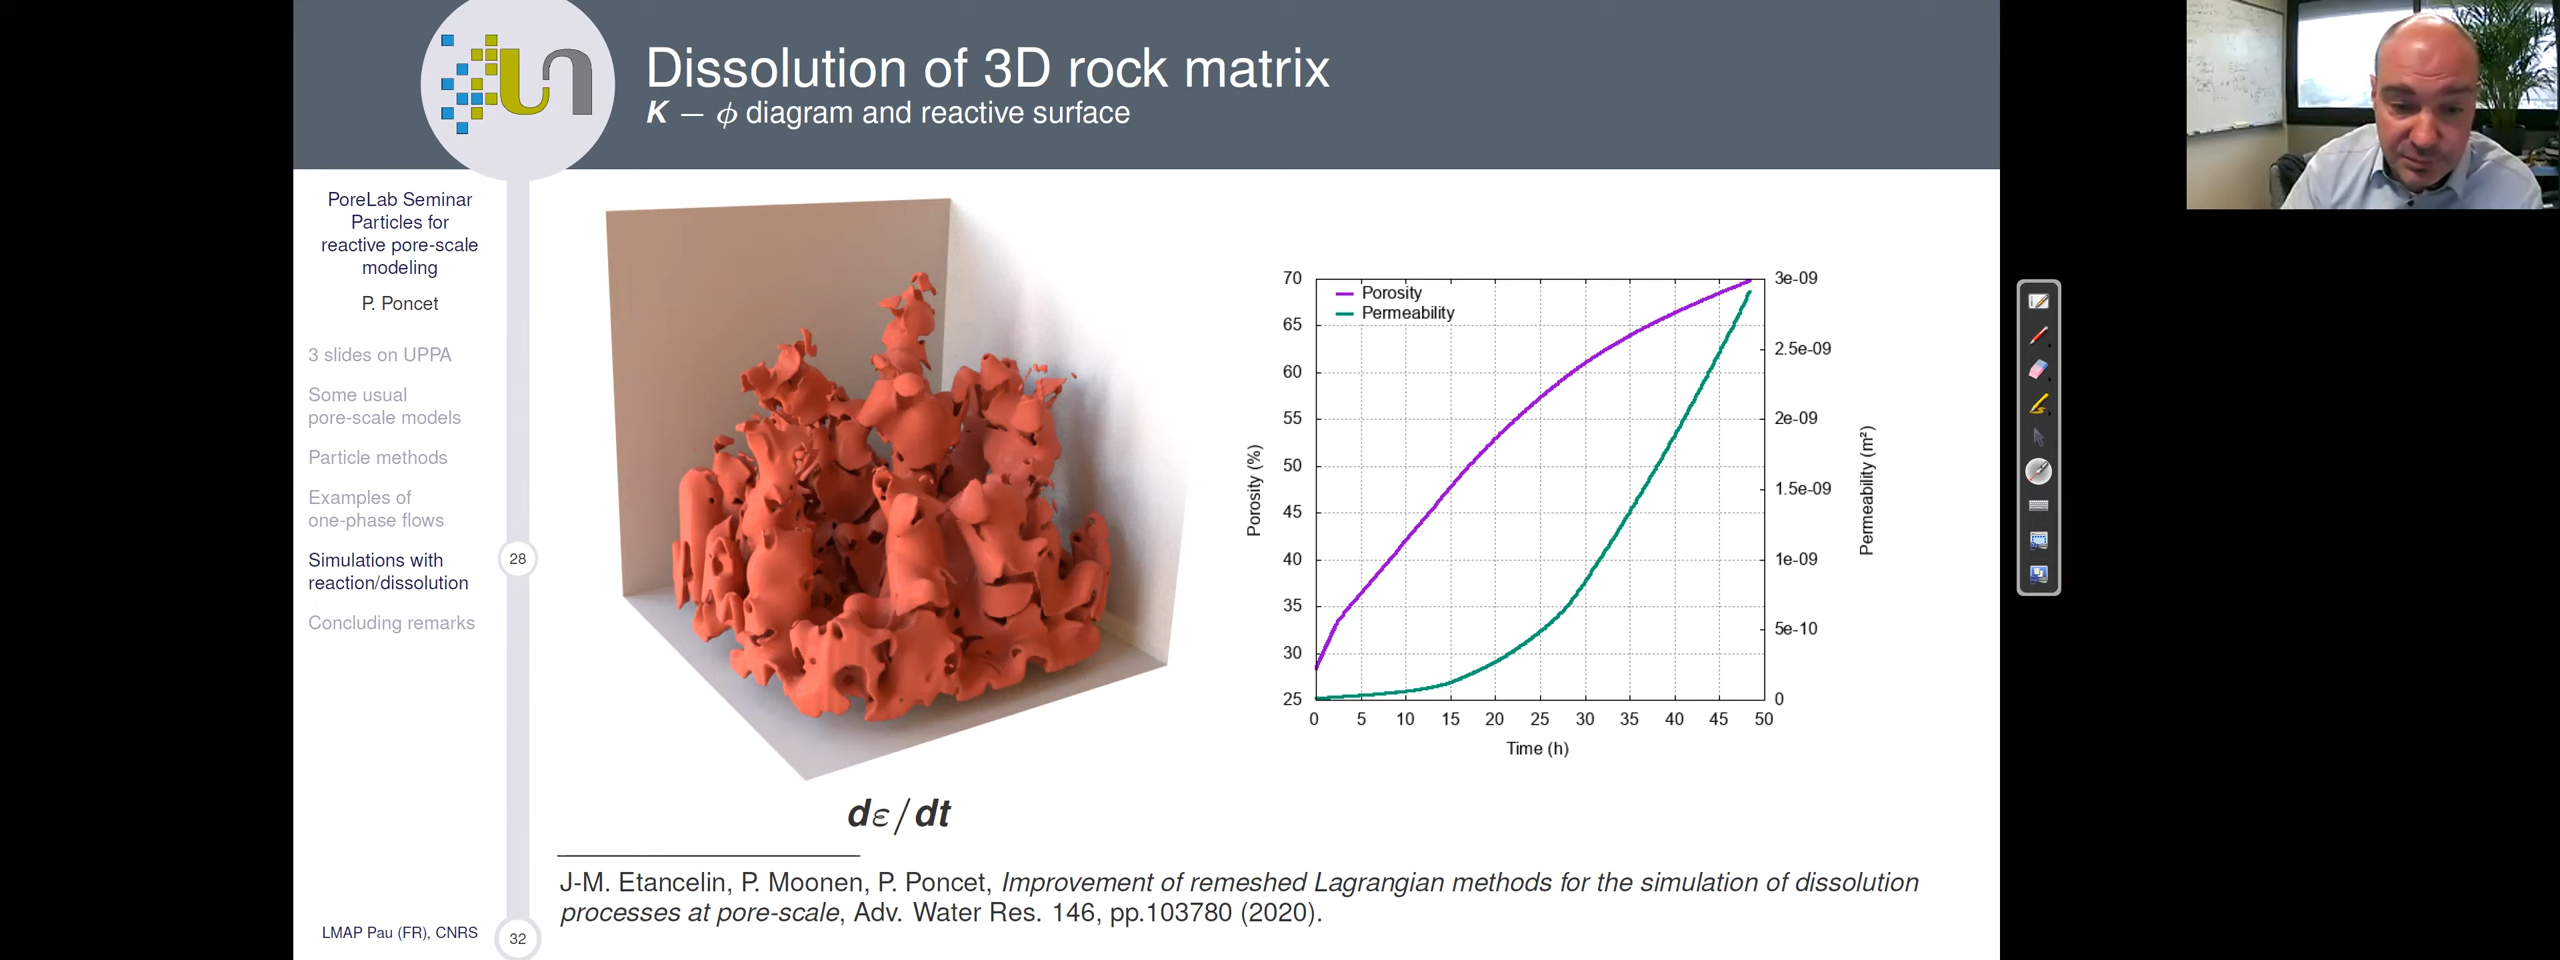 Dissolution of 3D rock matrix
K — ϕ diagram and reactive surface
PoreLab Seminar
Particles for
reactive pore-scale
modeling
P. Poncet
3 slides on UPPA
Some usual
pore-scale models
Particle methods
Examples of
one-phase flows
Simulations with
reaction/dissolution
Concluding remarks
28
LMAP Pau (FR), CNRS
32
dε/dt
Porosity
Permeability
70
65
60
55
50
45
40
35
30
25
Porosity (%)
0 5 10 15 20 25 30 35 40 45 50
Time (h)
3e-09
2.5e-09
2e-09
1.5e-09
1e-09
5e-10
0
Permeability (m²)
J-M. Etancelin, P. Moonen, P. Poncet, Improvement of remeshed Lagrangian methods for the simulation of dissolution
processes at pore-scale, Adv. Water Res. 146, pp.103780 (2020).